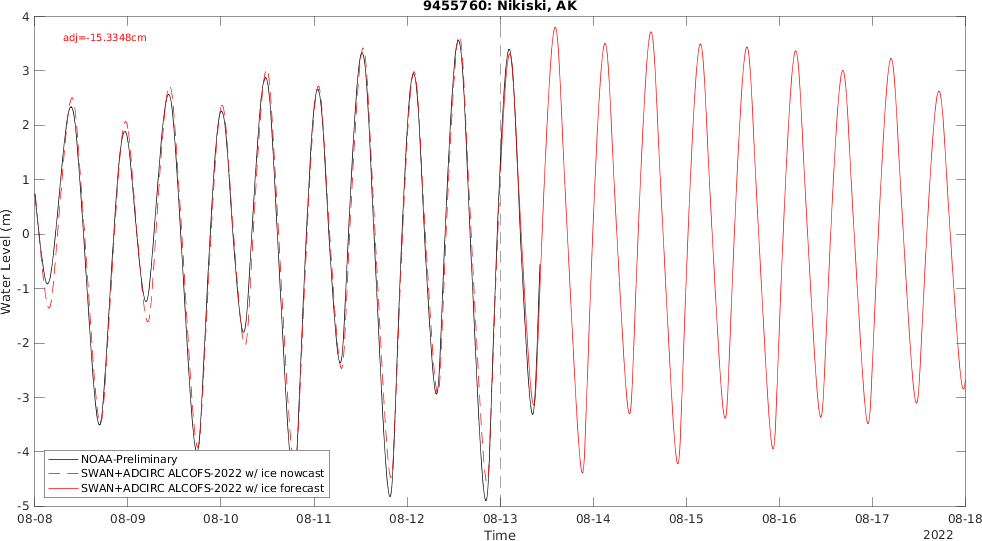 9455760: Nikiski, AK
adj=-15.3348cm
4
3
2
1
0
-1
-2
-3
-4
-5
Water Level (m)
NOAA-Preliminary
SWAN+ADCIRC ALCOFS-2022 w/ ice nowcast
SWAN+ADCIRC ALCOFS-2022 w/ ice forecast
08-08 08-09 08-10 08-11 08-12 08-13 08-14 08-15 08-16 08-17 08-18
Time
2022